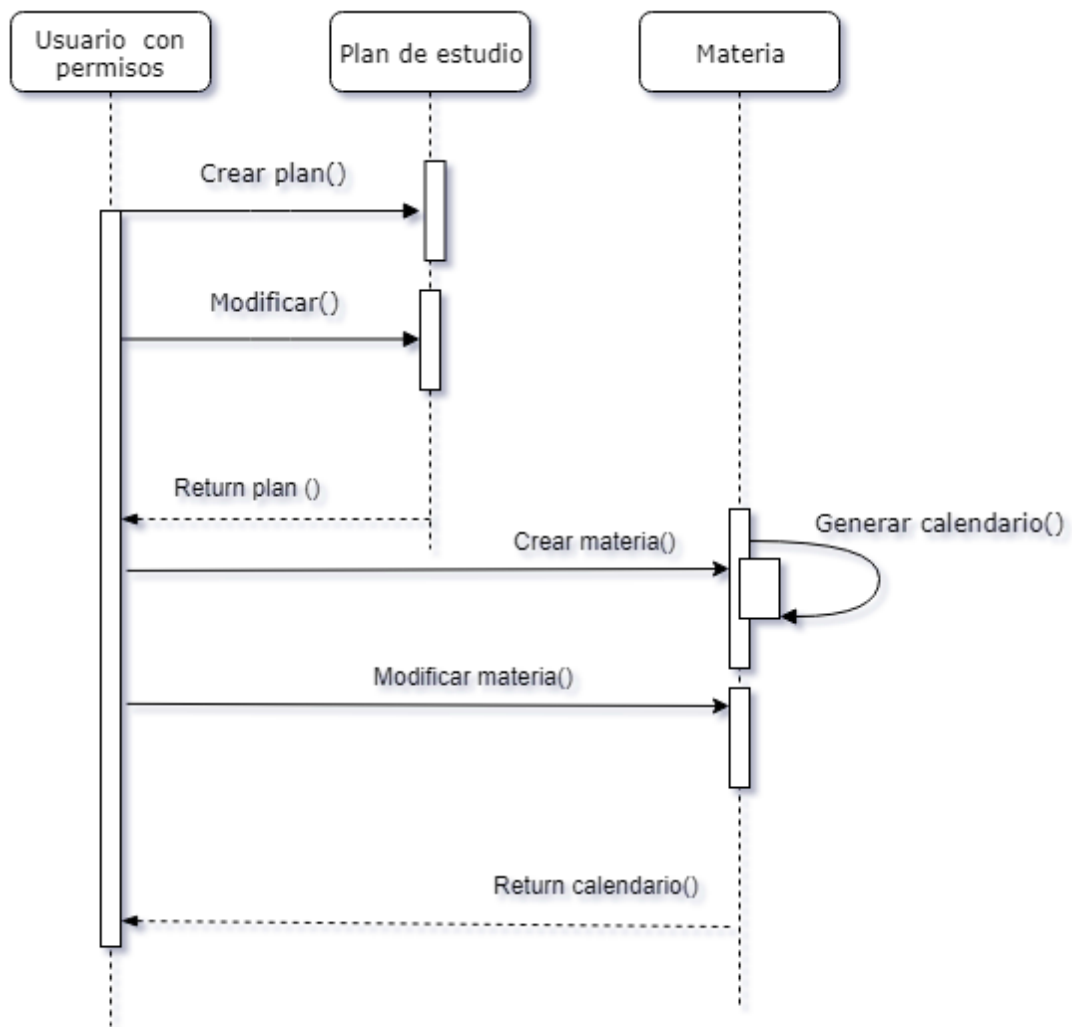 Usuario con
permisos
Plan de estudio
Materia
Crear plan()
Modificar()
Return plan ()
Generar calendario()
Crear materia()
Modificar materia()
Return calendario()